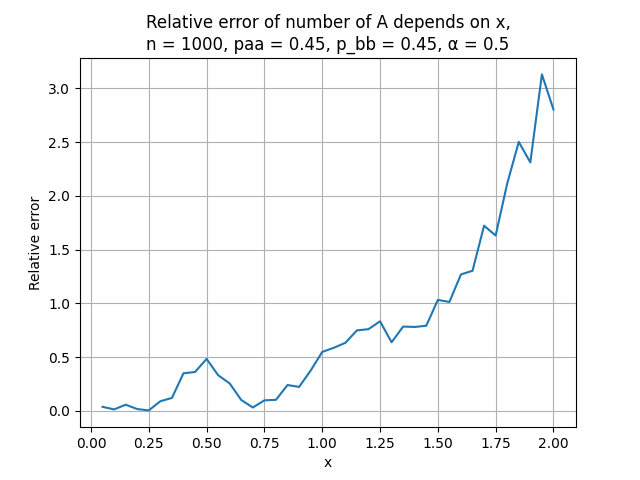 Relative error of number of A depends on x,
n = 1000, paa = 0.45, p_bb = 0.45, α = 0.5
3.0
2.5
2.0
1.5
1.0
0.5
0.0
Relative error
0.00 0.25 0.50 0.75 1.00 1.25 1.50 1.75 2.00
x